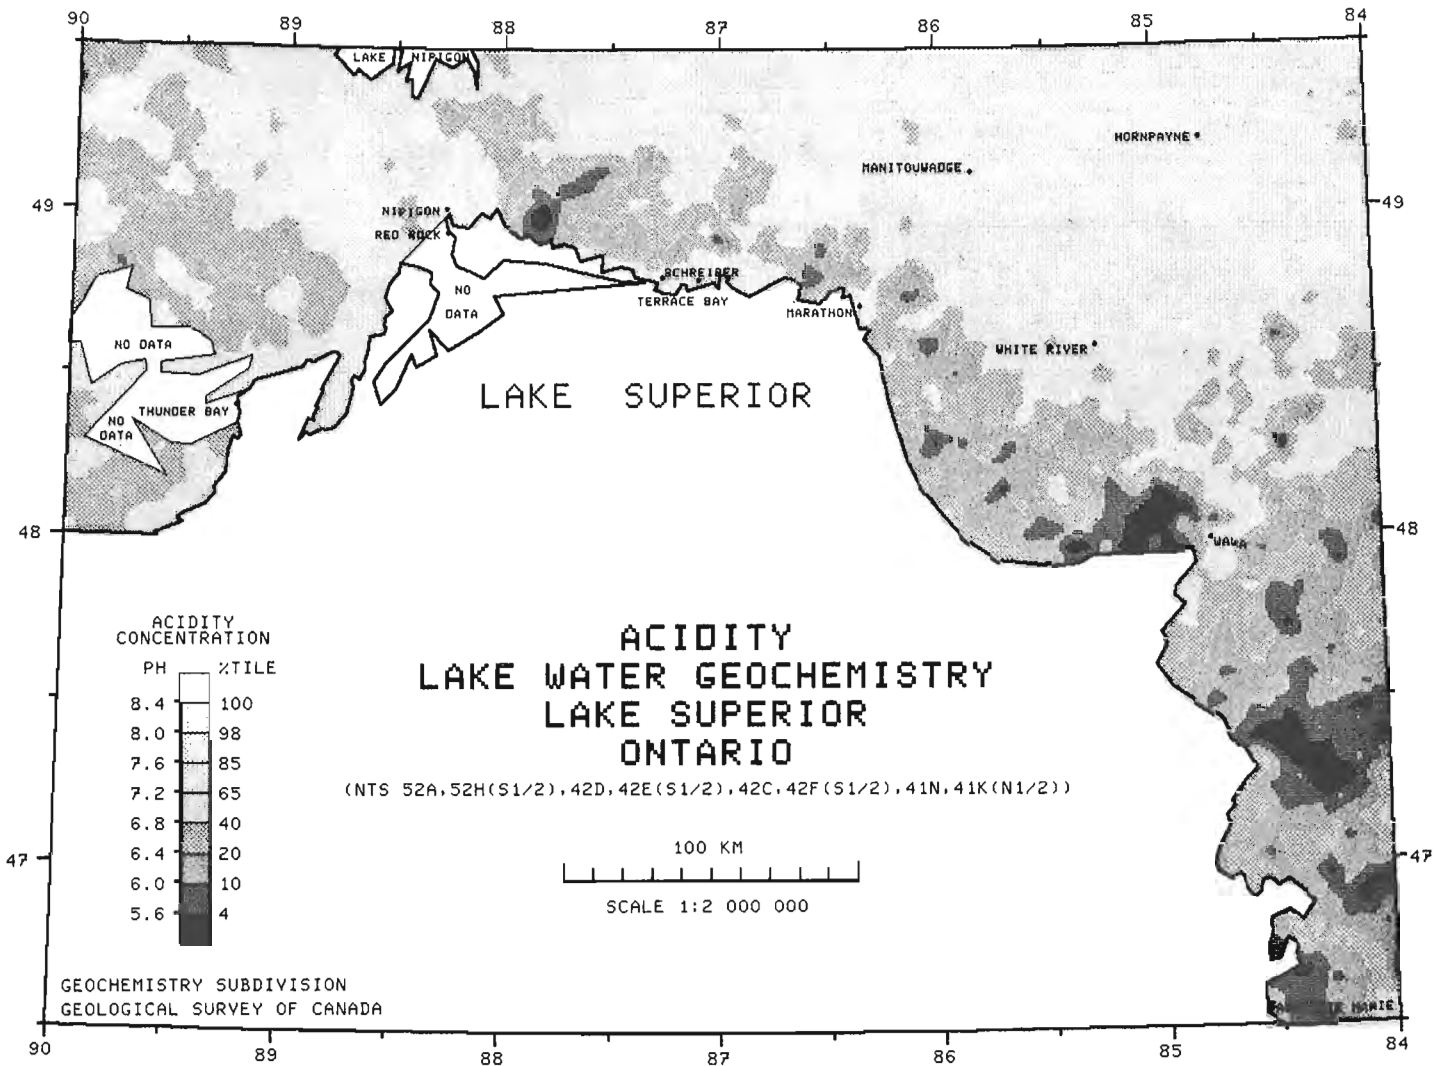 90
89
88
87
86
85
84
LAKE NIPIGON
HORNPAYNE
MANITOUWADGE
49
NIPIGON
49
RED ROCK
SCHREIBER
NO
DATA
TERRACE BAY
MARATHON
NO DATA
WHITE RIVER
LAKE SUPERIOR
THUNDER BAY
NO
DATA
48
48
WAWA
ACIDITY
CONCENTRATION
PH %TILE
8.4 100
8.0 98
7.6 85
7.2 65
6.8 40
6.4 20
6.0 10
5.6 4
ACIDITY
LAKE WATER GEOCHEMISTRY
LAKE SUPERIOR
ONTARIO
(NTS 52A,52H(S1/2),42D,42E(S1/2),42C,42F(S1/2),41N,41K(N1/2))
47
47
100 KM
SCALE 1:2 000 000
GEOCHEMISTRY SUBDIVISION
GEOLOGICAL SURVEY OF CANADA
MARIE
90
89
88
87
86
85
84